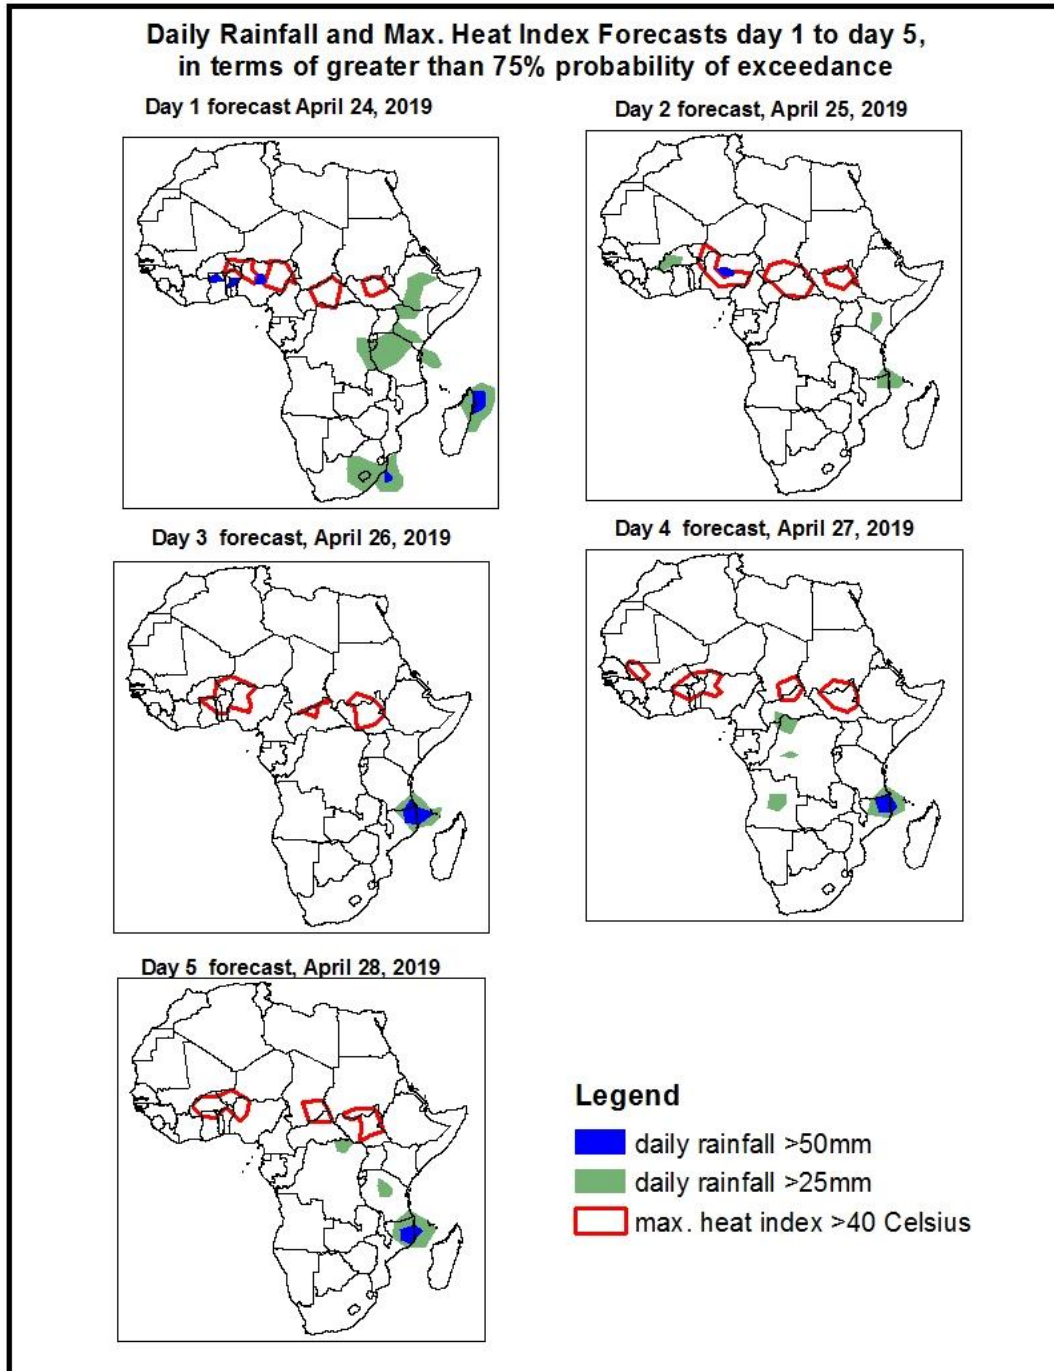 Daily Rainfall and Max. Heat Index Forecasts day 1 to day 5,
in terms of greater than 75% probability of exceedance
Day 1 forecast April 24, 2019
Day 2 forecast, April 25, 2019
Day 3 forecast, April 26, 2019
Day 4 forecast, April 27, 2019
Day 5 forecast, April 28, 2019
Legend
daily rainfall >50mm
daily rainfall >25mm
max. heat index >40 Celsius